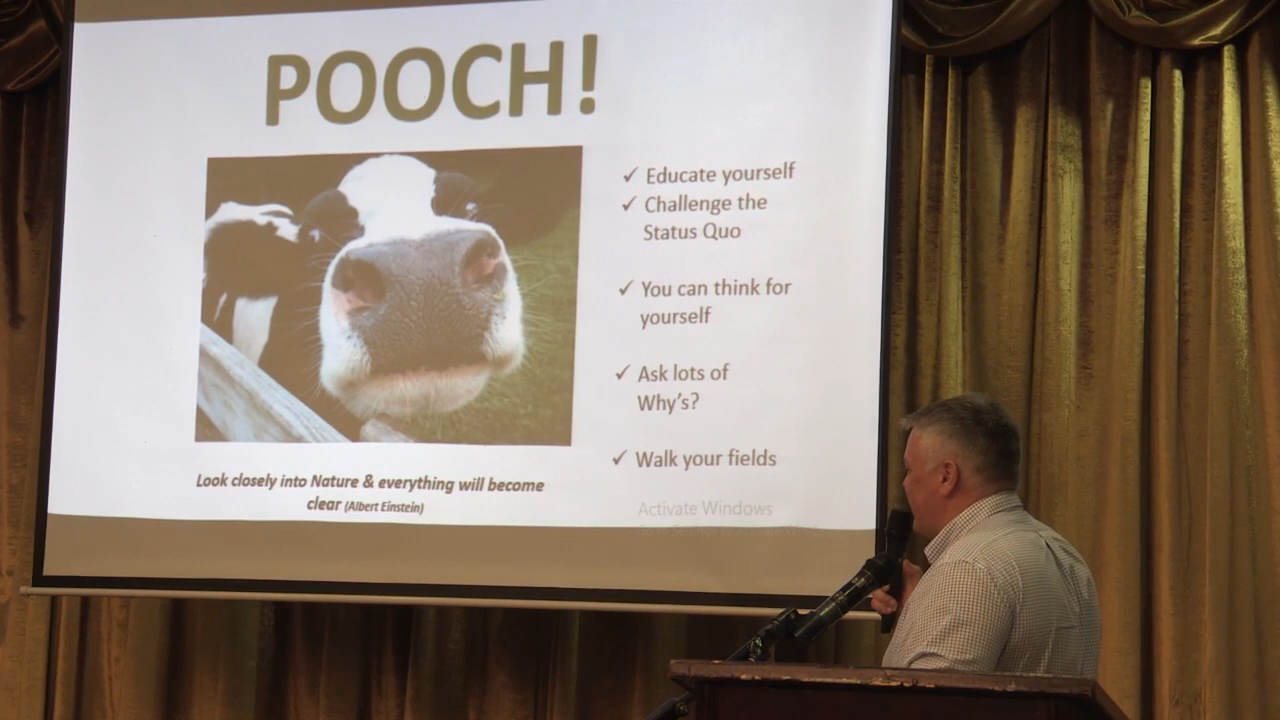 POOCH!
✓ Educate yourself
✓ Challenge the
Status Quo
✓ You can think for
yourself
✓ Ask lots of
Why's?
✓ Walk your fields
Look closely into Nature & everything will become
clear (Albert Einstein)
Activate Windows